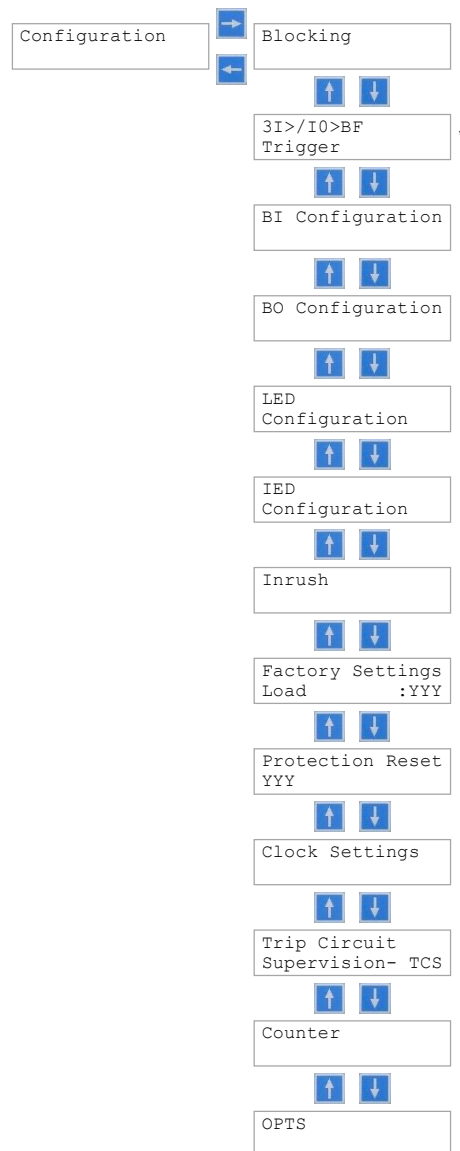 Configuration
Blocking
3I>/I0>BF
Trigger
BI Configuration
BO Configuration
LED
Configuration
IED
Configuration
Inrush
Factory Settings
Load :YYY
Protection Reset
YYY
Clock Settings
Trip Circuit
Supervision- TCS
Counter
OPTS